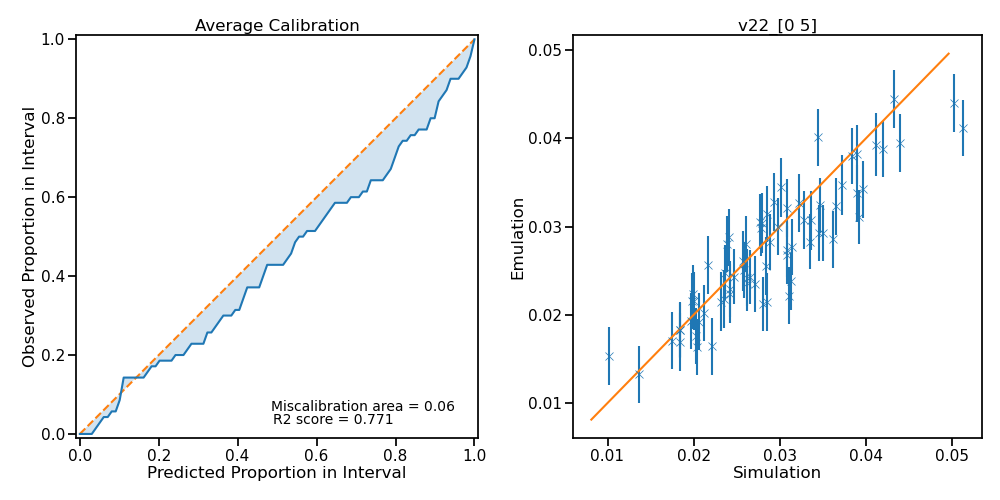 Average Calibration
1.0
0.8
0.6
0.4
0.2
0.0
Observed Proportion in Interval
Miscalibration area = 0.06
R2 score = 0.771
0.0 0.2 0.4 0.6 0.8 1.0
Predicted Proportion in Interval
v22 [0 5]
0.05
0.04
0.03
0.02
0.01
Emulation
0.01 0.02 0.03 0.04 0.05
Simulation